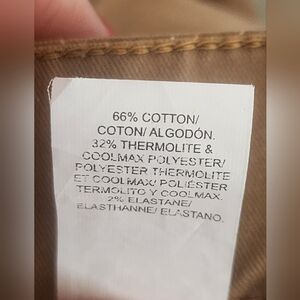 66% COTTON/
COTON/ ALGODÓN.
32% THERMOLITE &
COOLMAX POLYESTER/
POLYESTER THERMOLITE
ET COOLMAX/ POLIÉSTER
TERMOLITO Y COOLMAX.
2% ELASTANE/
ELASTHANNE/ ELASTANO.